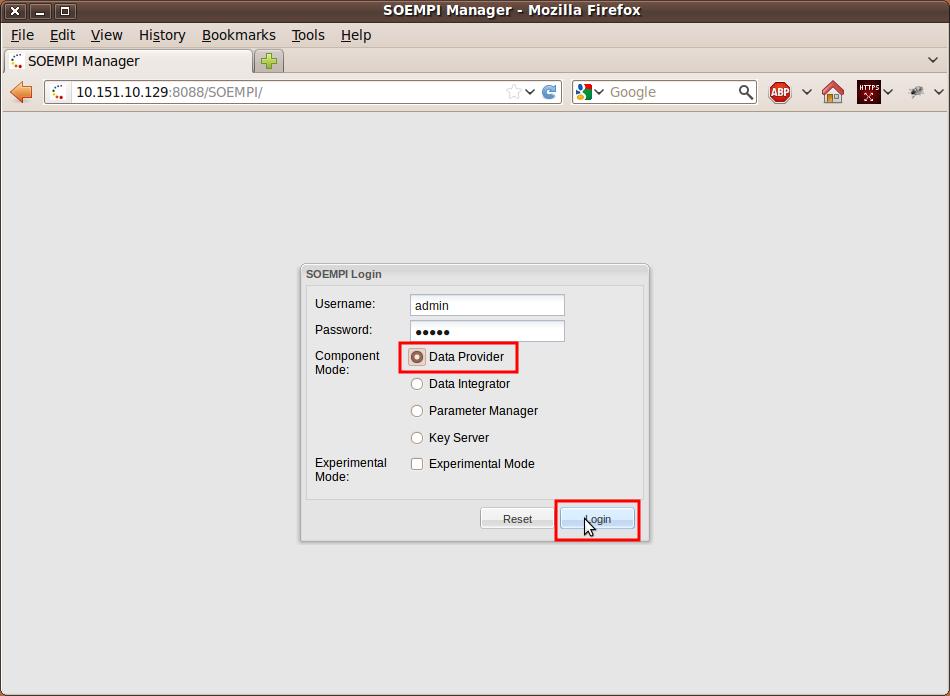 SOEMPI Manager - Mozilla Firefox
File Edit View History Bookmarks Tools Help
SOEMPI Manager
10.151.10.129:8088/SOEMPI/
Google
ABP
HTTPS
SOEMPI Login
Username: admin
Password: •••••
Component Mode:
Data Provider
Data Integrator
Parameter Manager
Key Server
Experimental Mode:
Experimental Mode
Reset Login